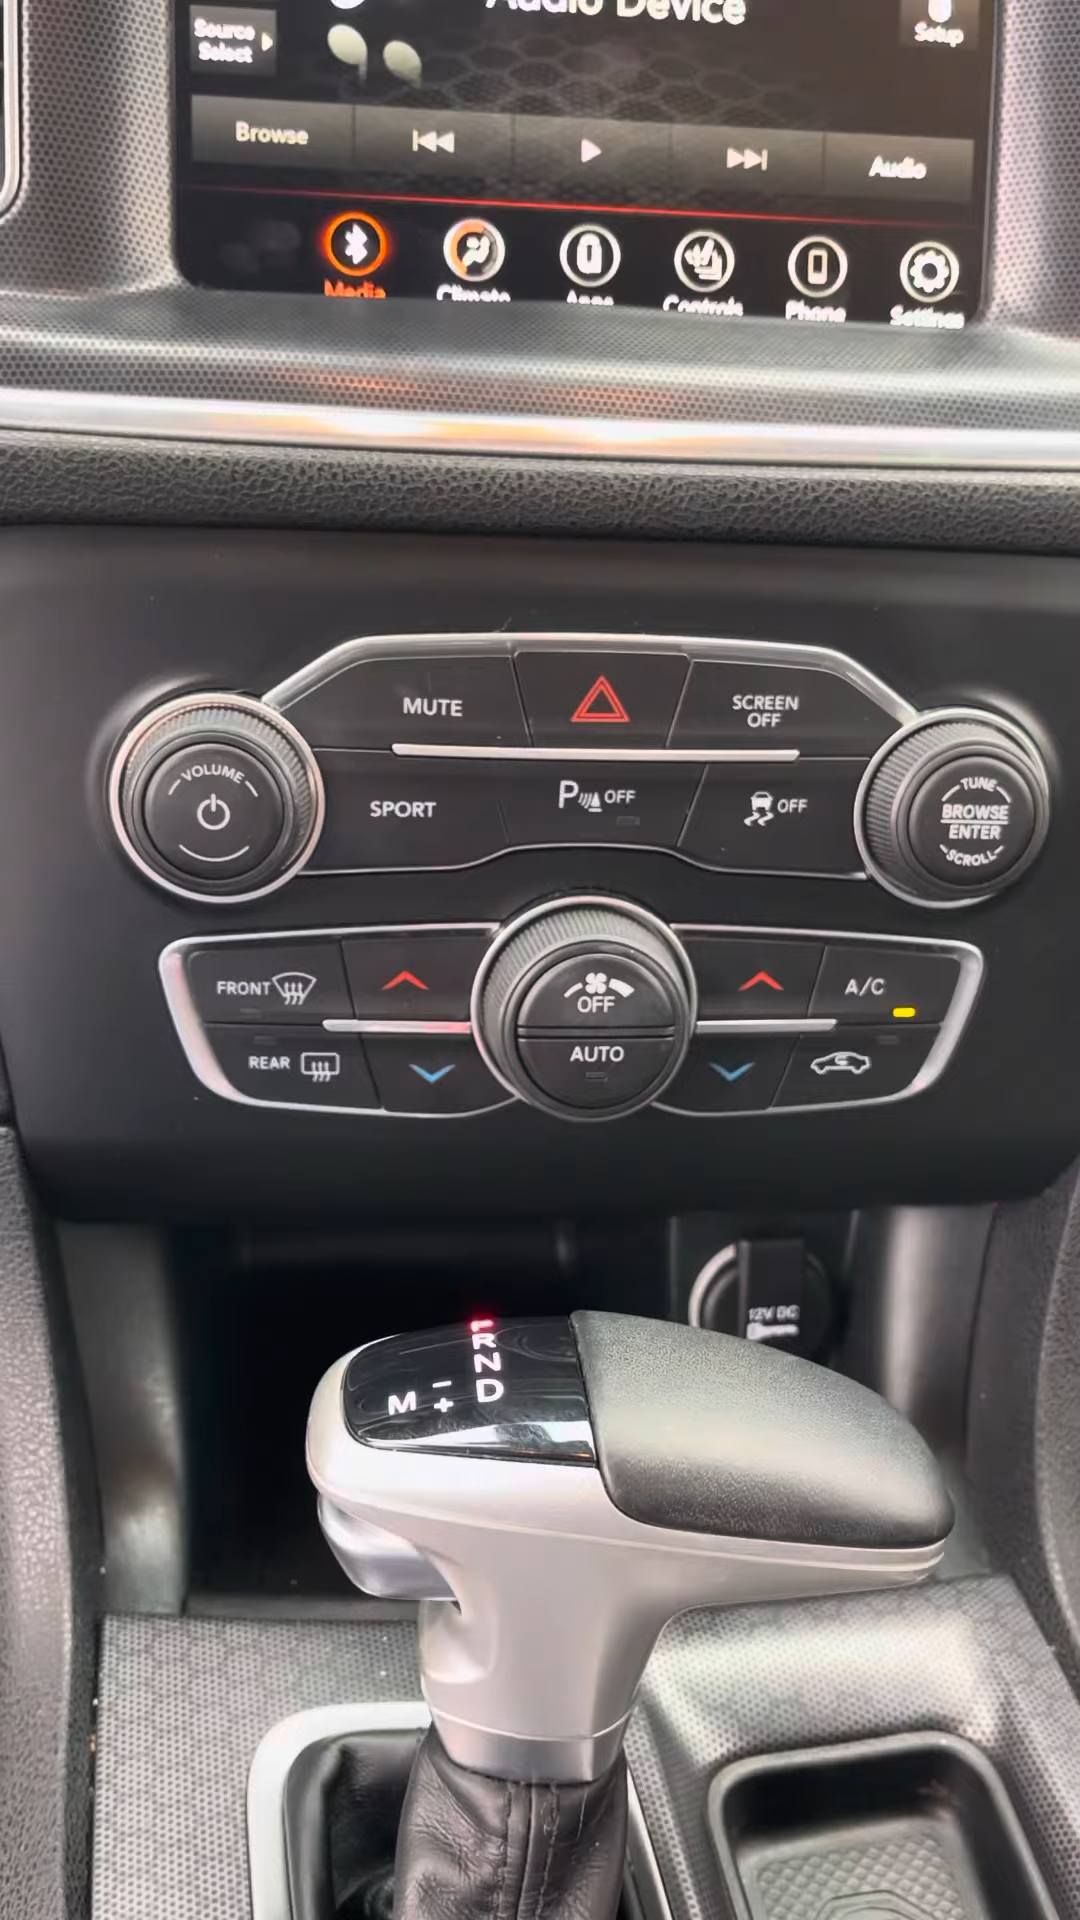 Audio Device
Source
Select
Setup
Browse
Audio
Media
Climate
Apps
Controls
Phone
Settings
MUTE
SCREEN
OFF
VOLUME
SPORT
P OFF
OFF
TUNE
BROWSE
ENTER
SCROLL
FRONT
OFF
A/C
REAR
AUTO
12V DC
R
N
M - + D